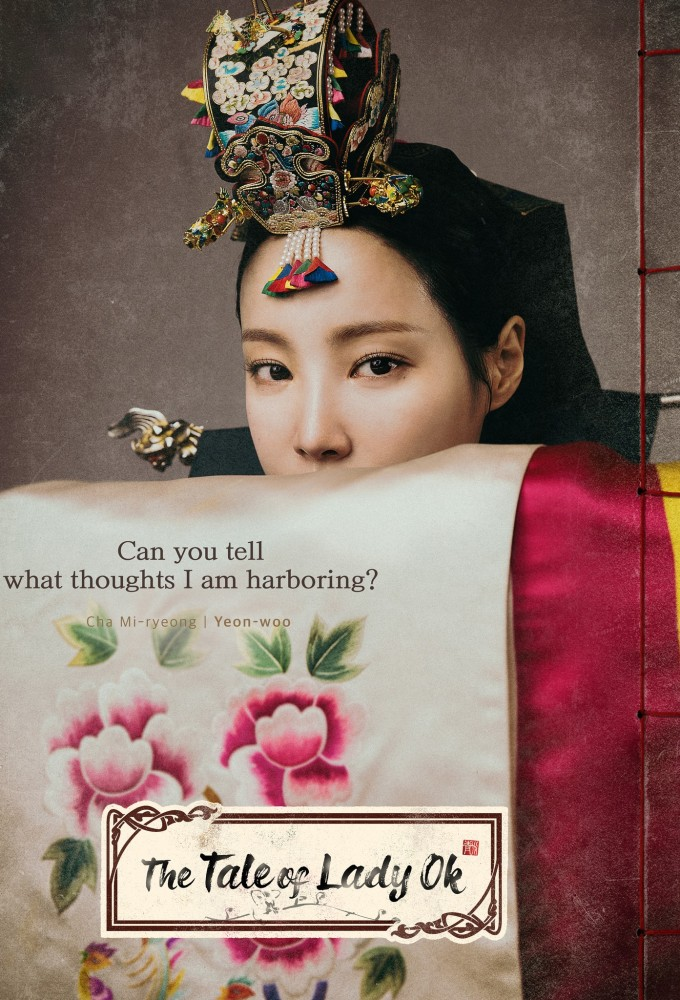 Can you tell
what thoughts I am harboring?
Cha Mi-ryeong | Yeon-woo
The Tale of Lady Ok